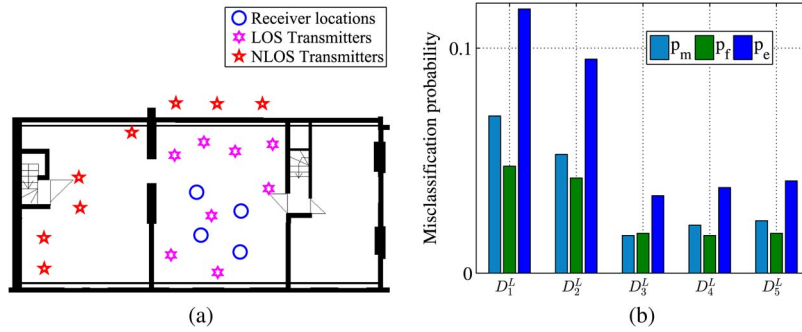 Receiver locations
LOS Transmitters
NLOS Transmitters
(a)
Misclassification probability
0.1
0
p_m p_f p_e
D_1^L D_2^L D_3^L D_4^L D_5^L
(b)